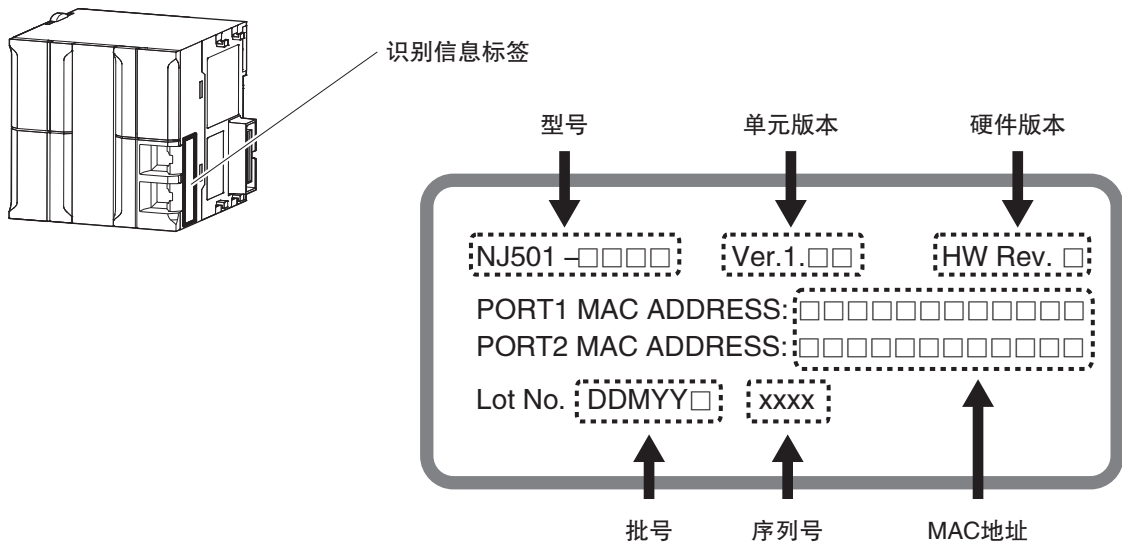 识别信息标签
型号 单元版本 硬件版本
NJ501 –□□□□ Ver.1.□□ HW Rev. □
PORT1 MAC ADDRESS: □□□□□□□□□□□□
PORT2 MAC ADDRESS: □□□□□□□□□□□□
Lot No. DDMYY□ xxxx
批号 序列号 MAC地址